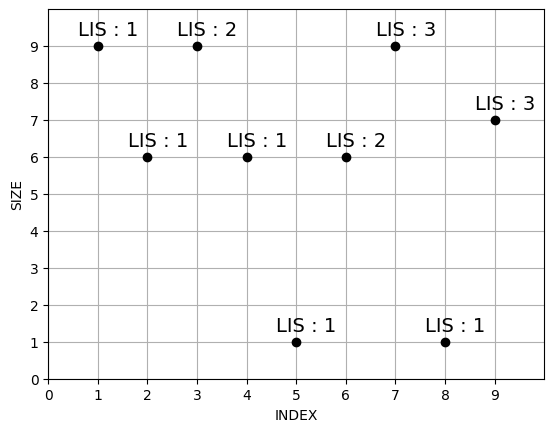 LIS : 1
LIS : 2
LIS : 3
9
8
LIS : 3
7
LIS : 1
LIS : 1
LIS : 2
6
5
SIZE
4
3
2
LIS : 1
LIS : 1
1
0
0 1 2 3 4 5 6 7 8 9
INDEX